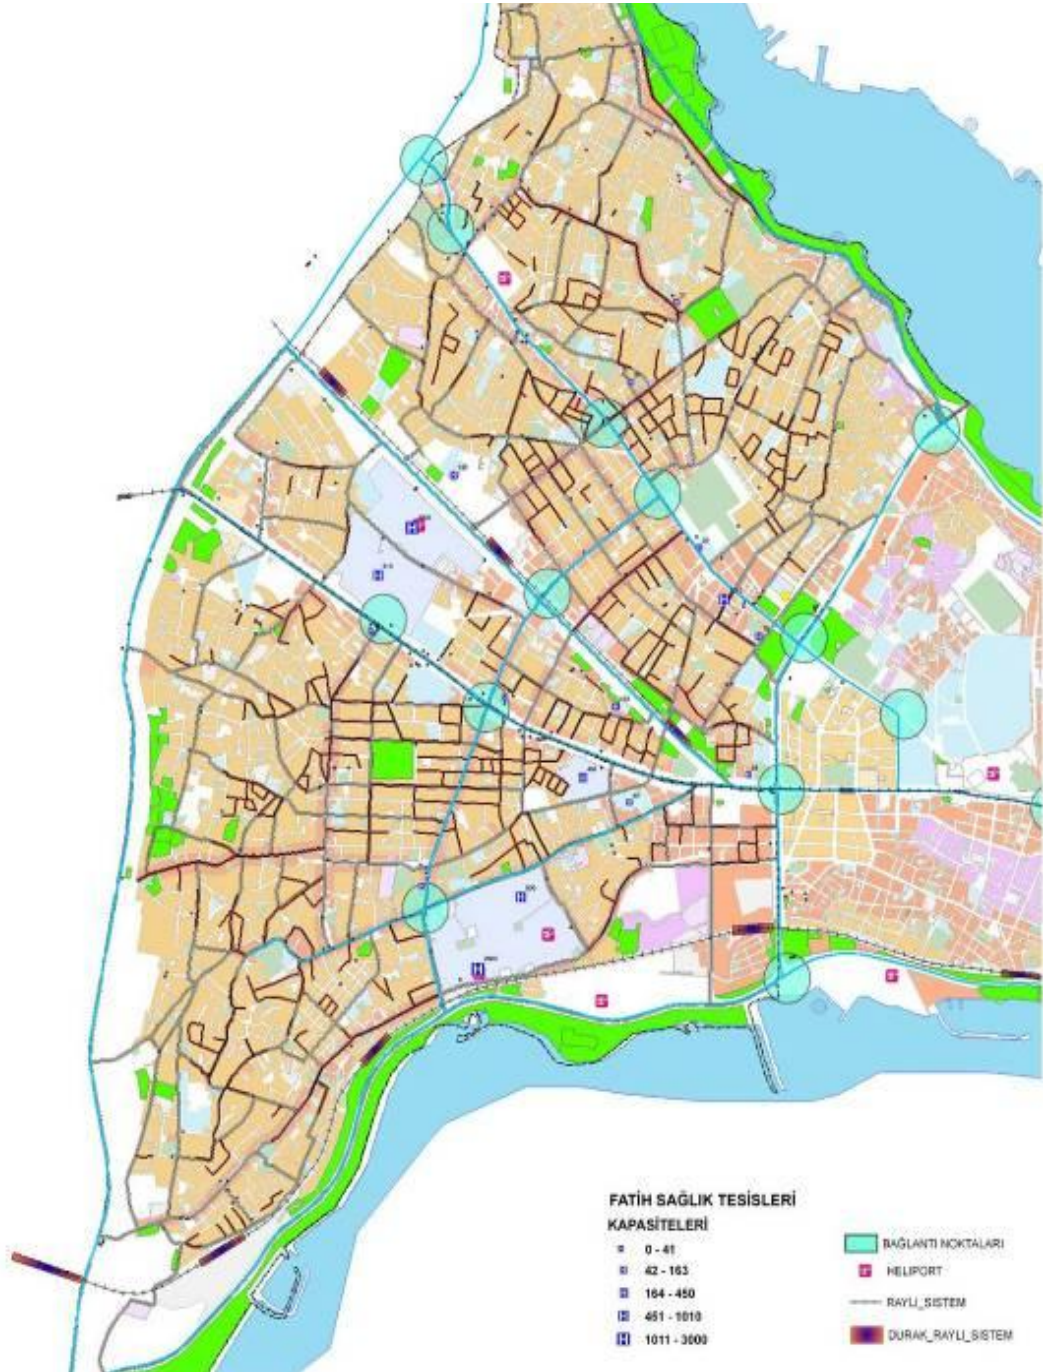 FATİH SAĞLIK TESİSLERİ
KAPASİTELERİ
0 - 41
42 - 163
164 - 450
451 - 1010
1011 - 3000
BAĞLANTI NOKTALARI
HELIPORT
RAYLI_SISTEM
DURAK_RAYLI_SISTEM